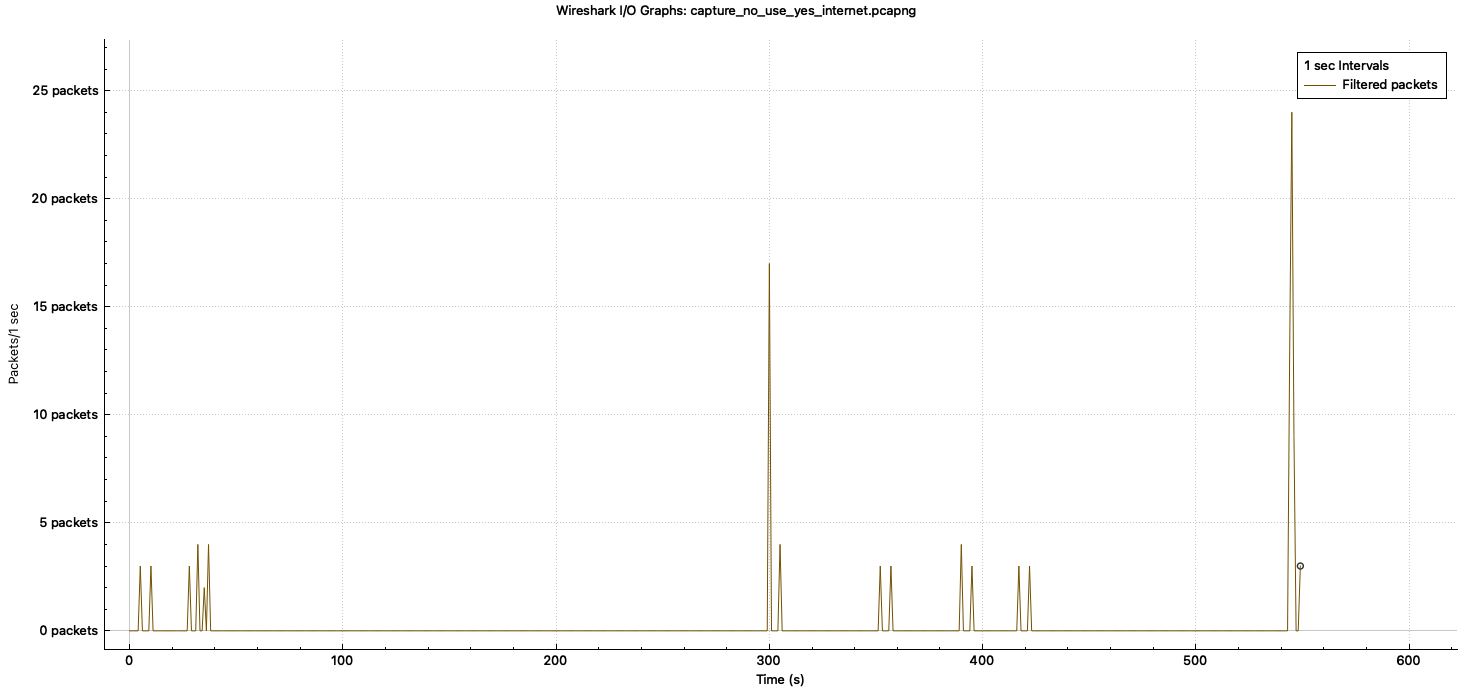 Wireshark I/O Graphs: capture_no_use_yes_internet.pcapng
1 sec Intervals
Filtered packets
25 packets
20 packets
15 packets
10 packets
5 packets
0 packets
Packets/1 sec
0 100 200 300 400 500 600
Time (s)